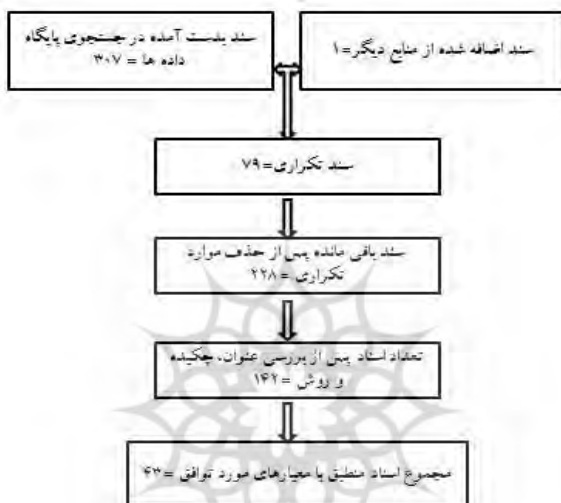 سند اضافه شده از منابع دیگر=۱
سند بدست آمده در جستجوی پایگاه
داده ها = ۳۰۷
سند تکراری=۷۹
سند باقی مانده پس از حذف موارد
تکراری = ۲۲۸
تعداد اسناد پس از بررسی عنوان، چکیده
و روش = ۱۴۲
مجموع اسناد منطبق با معیارهای مورد توافق =۴۳